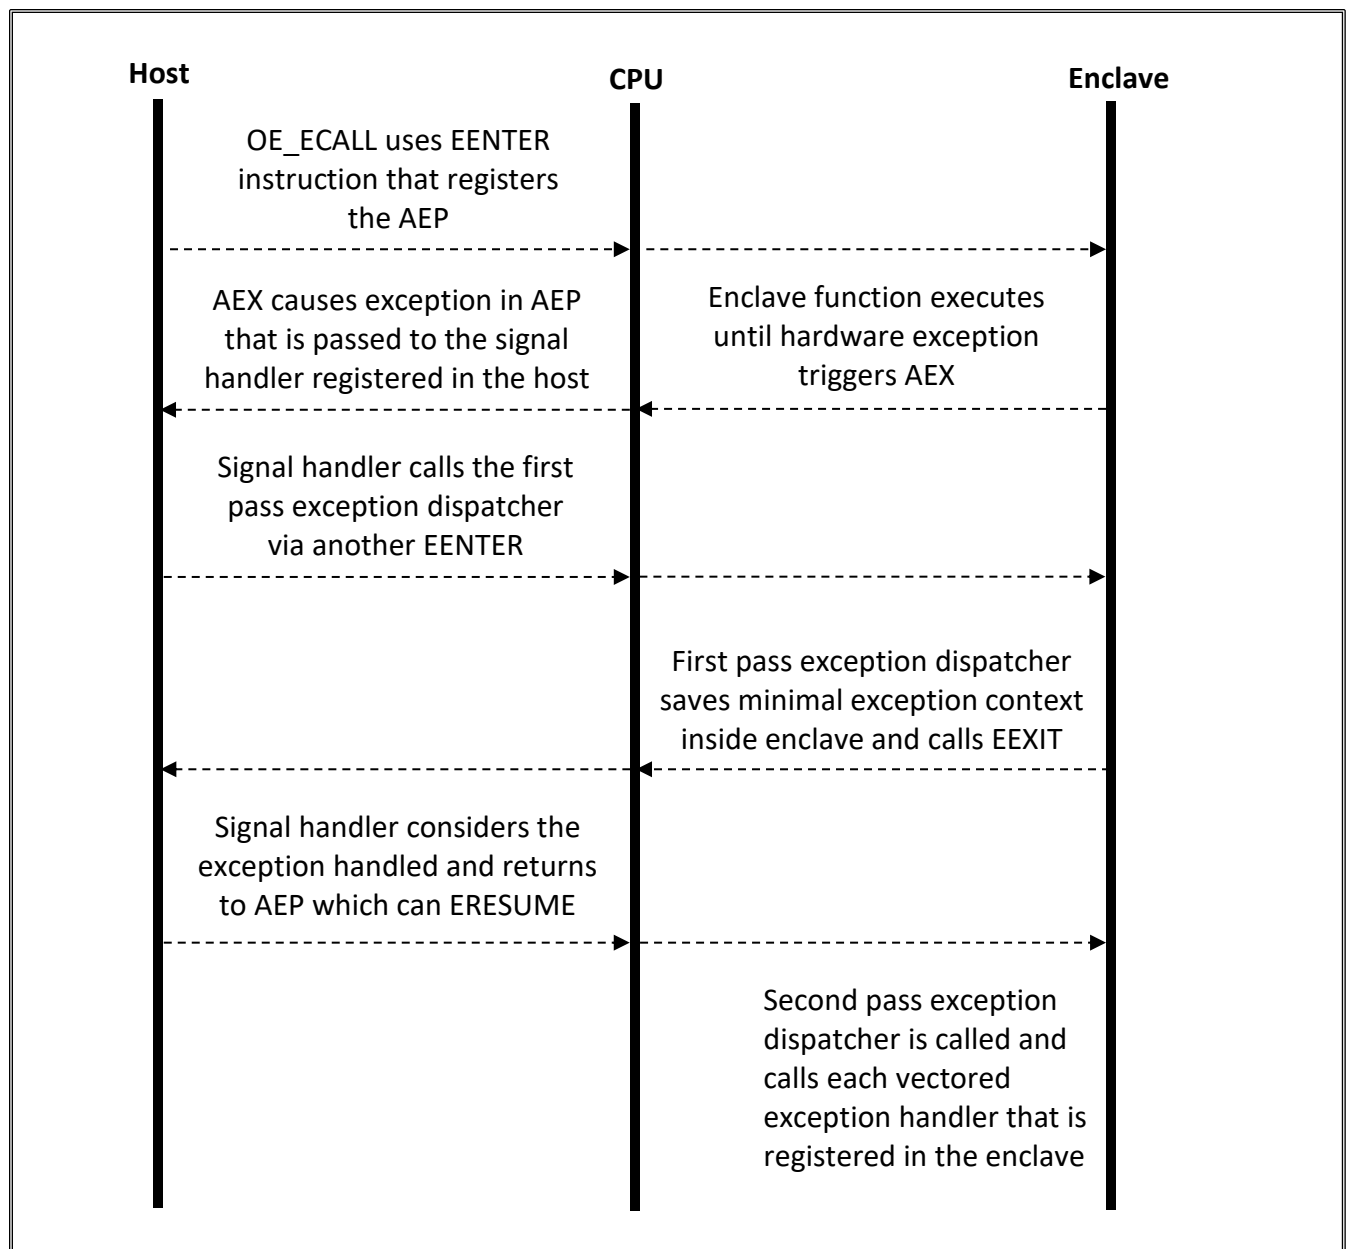 Host
CPU
Enclave
OE_ECALL uses EENTER
instruction that registers
the AEP
AEX causes exception in AEP
that is passed to the signal
handler registered in the host
Enclave function executes
until hardware exception
triggers AEX
Signal handler calls the first
pass exception dispatcher
via another EENTER
First pass exception dispatcher
saves minimal exception context
inside enclave and calls EEXIT
Signal handler considers the
exception handled and returns
to AEP which can ERESUME
Second pass exception
dispatcher is called and
calls each vectored
exception handler that is
registered in the enclave